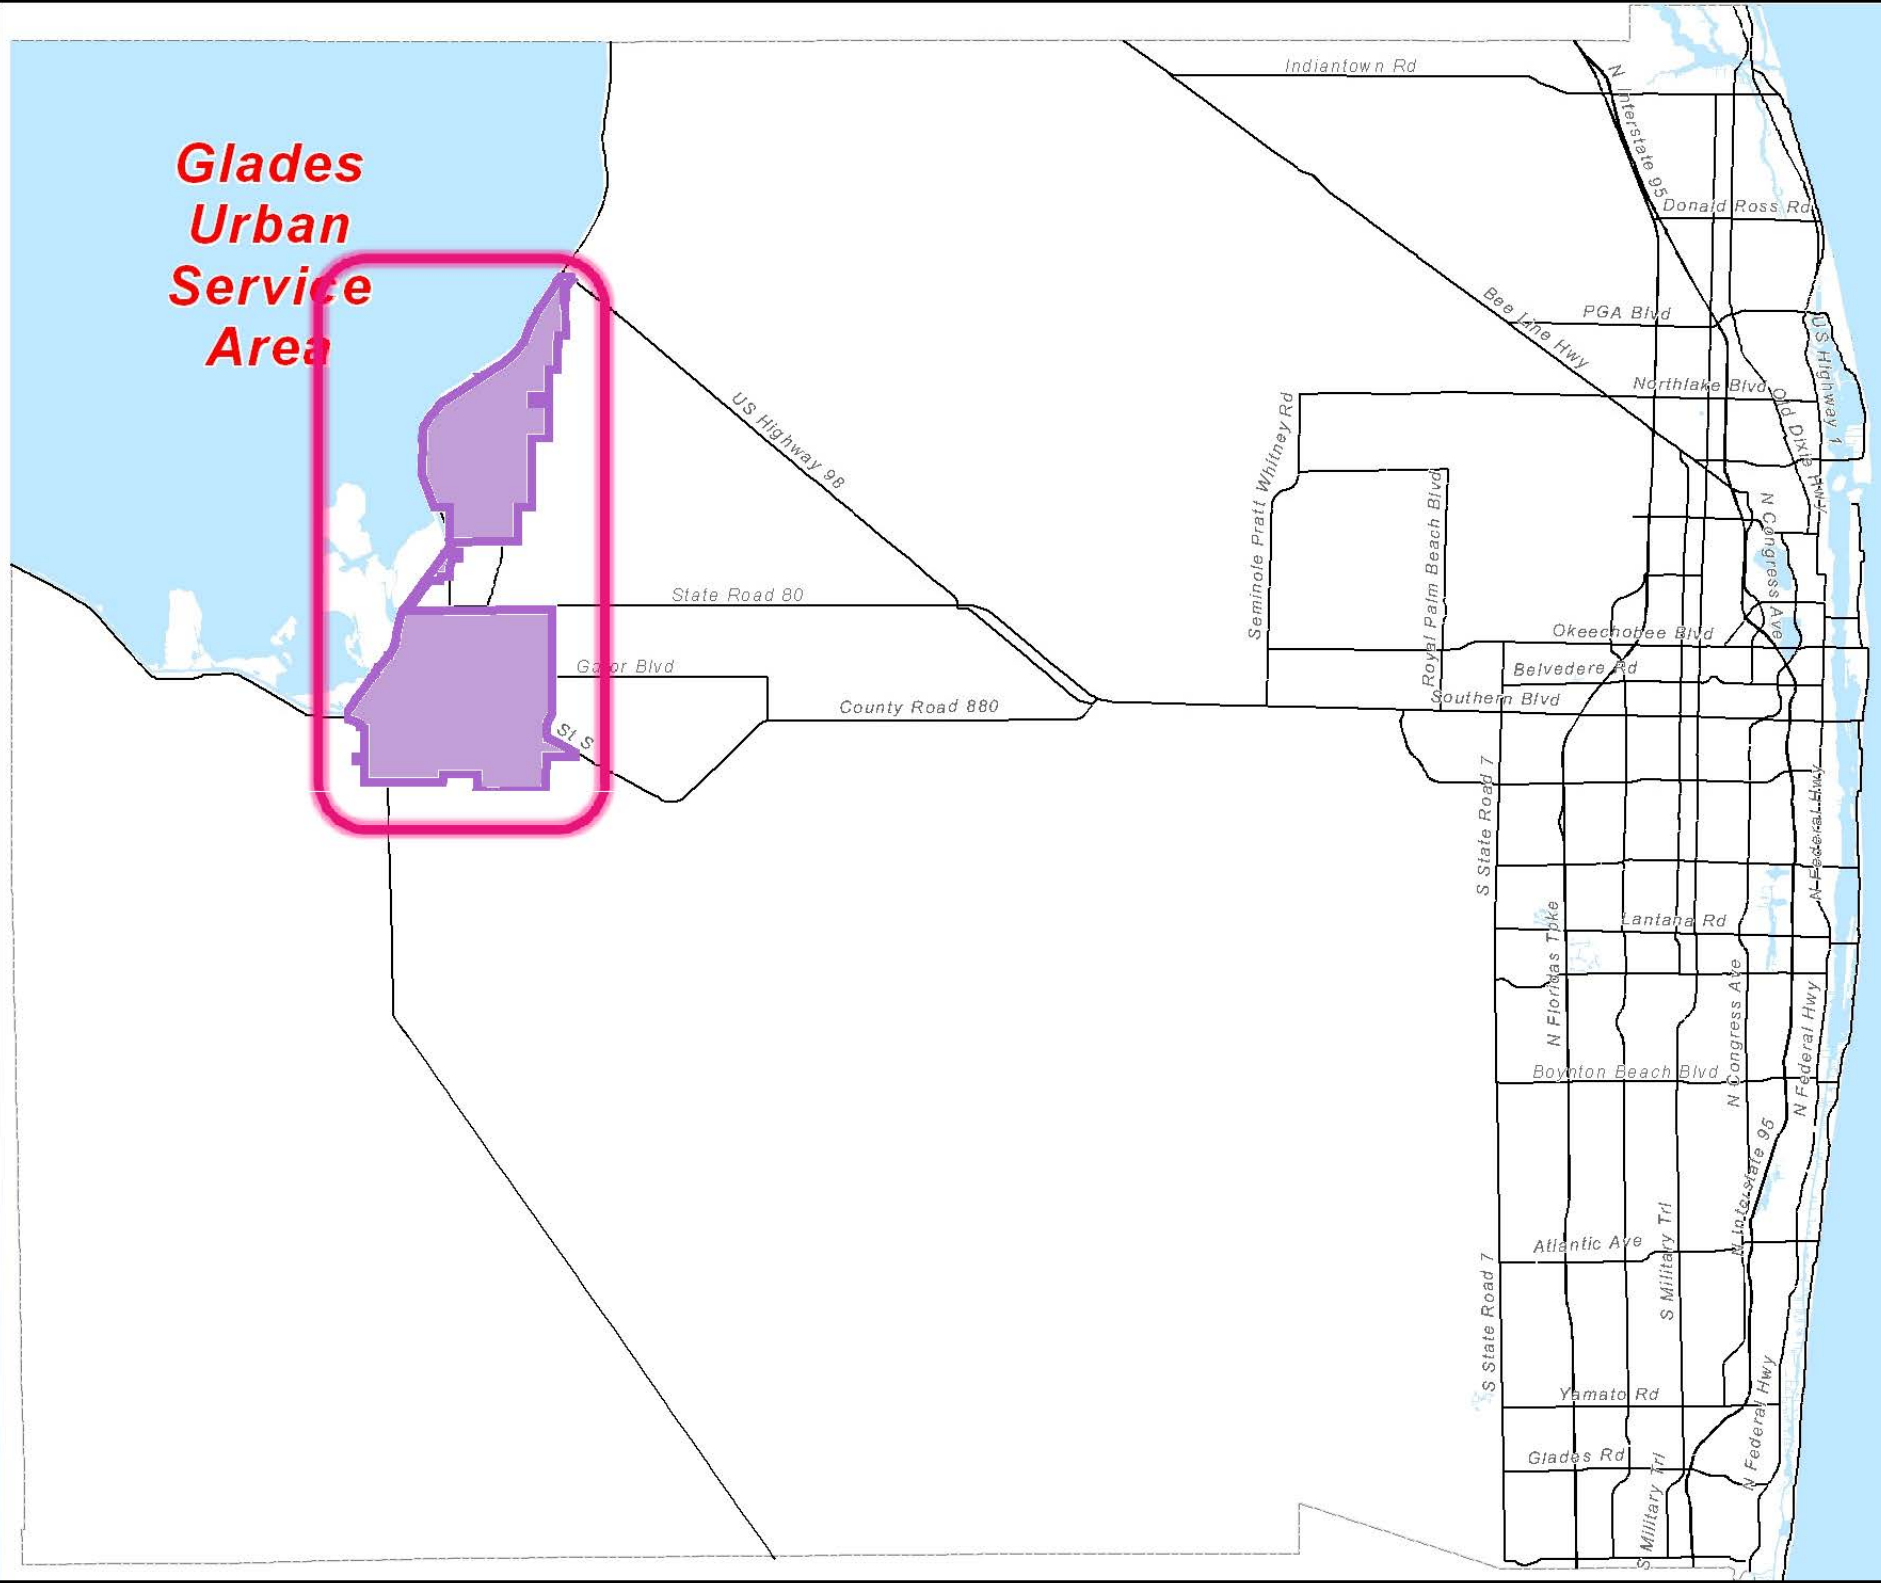 Indiantown Rd
N Interstate 95
Glades
Urban
Service
Area
Donald Ross Rd
Bee Line Hwy
PGA Blvd
US Highway 1
Northlake Blvd
Old Dixie Hwy
US Highway 98
Seminole Pratt Whitney Rd
Royal Palm Beach Blvd
N Congress Ave
State Road 80
Okeechobee Blvd
Gator Blvd
Belvedere Rd
Southern Blvd
County Road 880
St S
S State Road 7
N Federal Hwy
Lantana Rd
N Floridas Tpke
N Congress Ave
N Federal Hwy
Boynton Beach Blvd
N Interstate 95
Atlantic Ave
S Military Trl
S State Road 7
Yamato Rd
N Federal Hwy
Glades Rd
S Military Trl